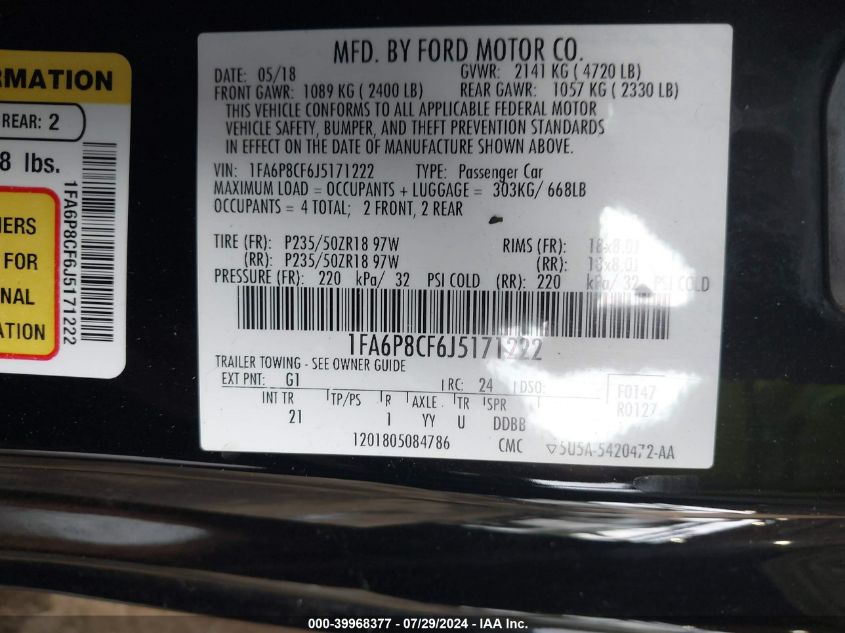 RMATION
REAR: 2
8 lbs.
NERS
FOR
NAL
ATION
1FA6P8CF6J5171222
MFD. BY FORD MOTOR CO.
DATE: 05/18 GVWR: 2141 KG ( 4720 LB)
FRONT GAWR: 1089 KG ( 2400 LB) REAR GAWR: 1057 KG ( 2330 LB)
THIS VEHICLE CONFORMS TO ALL APPLICABLE FEDERAL MOTOR
VEHICLE SAFETY, BUMPER, AND THEFT PREVENTION STANDARDS
IN EFFECT ON THE DATE OF MANUFACTURE SHOWN ABOVE.
VIN: 1FA6P8CF6J5171222 TYPE: Passenger Car
MAXIMUM LOAD = OCCUPANTS + LUGGAGE = 303KG/ 668LB
OCCUPANTS = 4 TOTAL; 2 FRONT, 2 REAR
TIRE (FR): P235/50ZR18 97W RIMS (FR): 18x8.0J
(RR): P235/50ZR18 97W (RR): 18x8.0J
PRESSURE (FR): 220 kPa/ 32 PSI COLD (RR): 220 kPa/ 32 PSI COLD
1FA6P8CF6J5171222
TRAILER TOWING - SEE OWNER GUIDE
EXT PNT: G1 RC: 24 DSO: F0147
INT TR TP/PS R AXLE TR SPR R0127
21 1 YY U DDBB
1201805084786 CMC ▽5U5A-5420472-AA
000-39968377 / 07/29/2024 - IAA Inc.